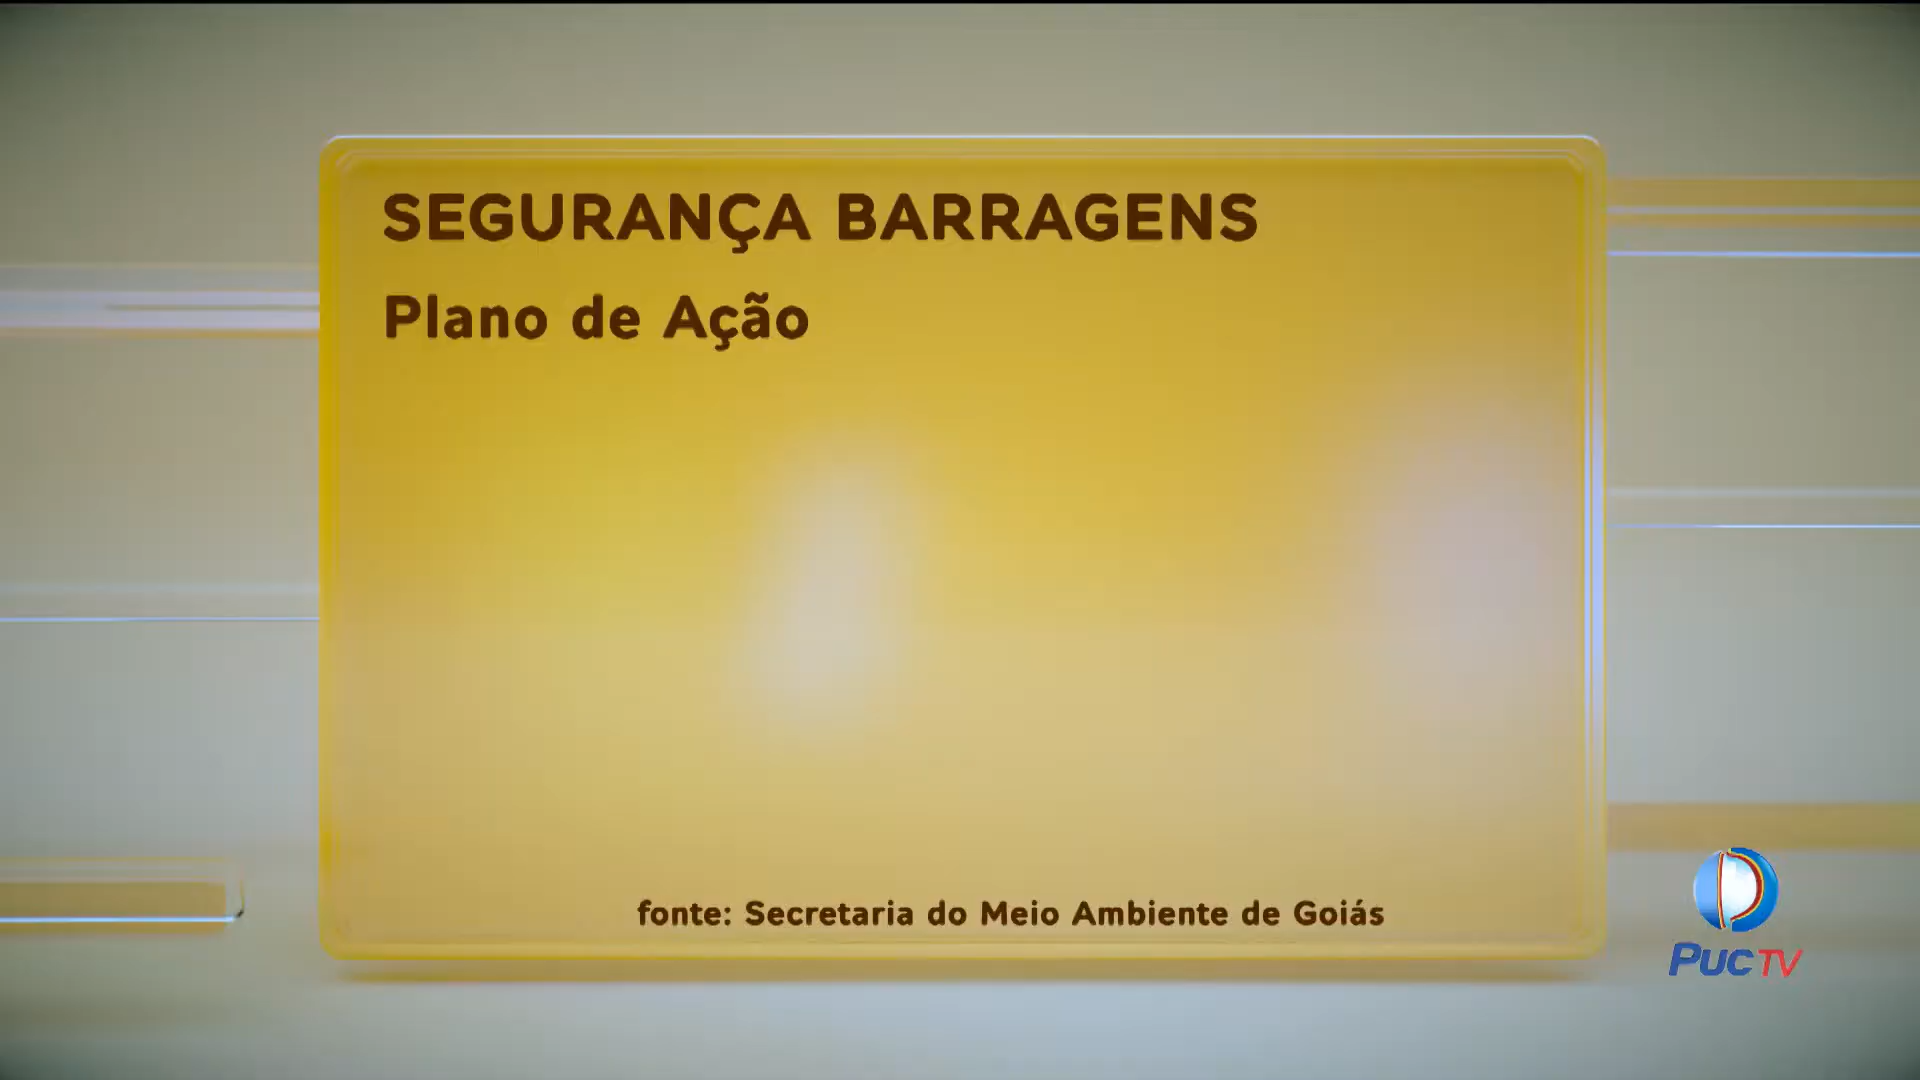 SEGURANÇA BARRAGENS
Plano de Ação
fonte: Secretaria do Meio Ambiente de Goiás
PUC TV